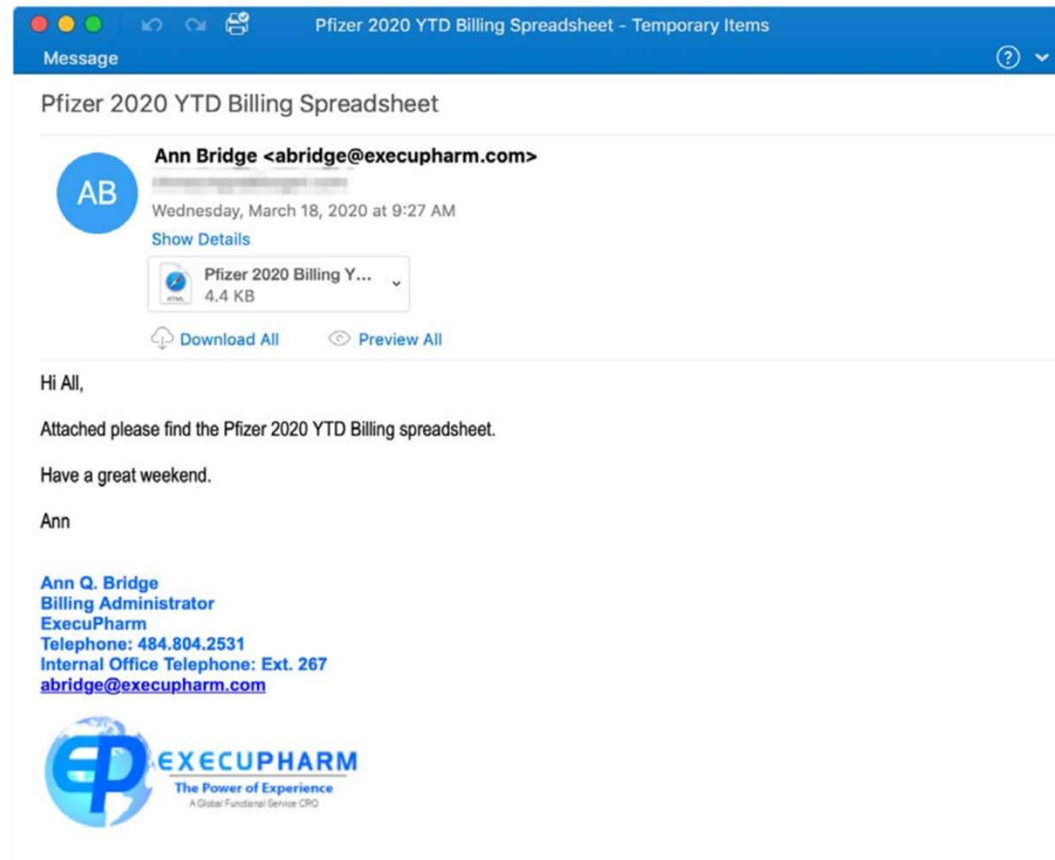 Pfizer 2020 YTD Billing Spreadsheet - Temporary Items
Message
?
Pfizer 2020 YTD Billing Spreadsheet
Ann Bridge <abridge@execupharm.com>
AB
Wednesday, March 18, 2020 at 9:27 AM
Show Details
Pfizer 2020 Billing Y...
HTML
4.4 KB
Download All Preview All
Hi All,
Attached please find the Pfizer 2020 YTD Billing spreadsheet.
Have a great weekend.
Ann
Ann Q. Bridge
Billing Administrator
ExecuPharm
Telephone: 484.804.2531
Internal Office Telephone: Ext. 267
abridge@execupharm.com
EP
EXECUPHARM
The Power of Experience
A Global Functional Service CRO